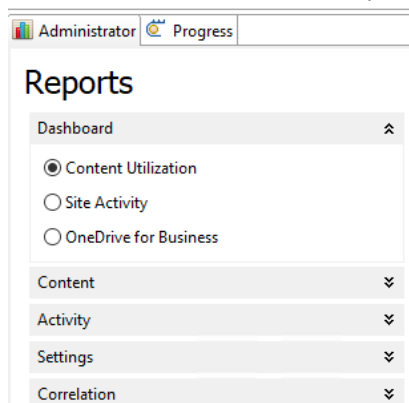 Administrator Progress
Reports
Dashboard
Content Utilization
Site Activity
OneDrive for Business
Content
Activity
Settings
Correlation